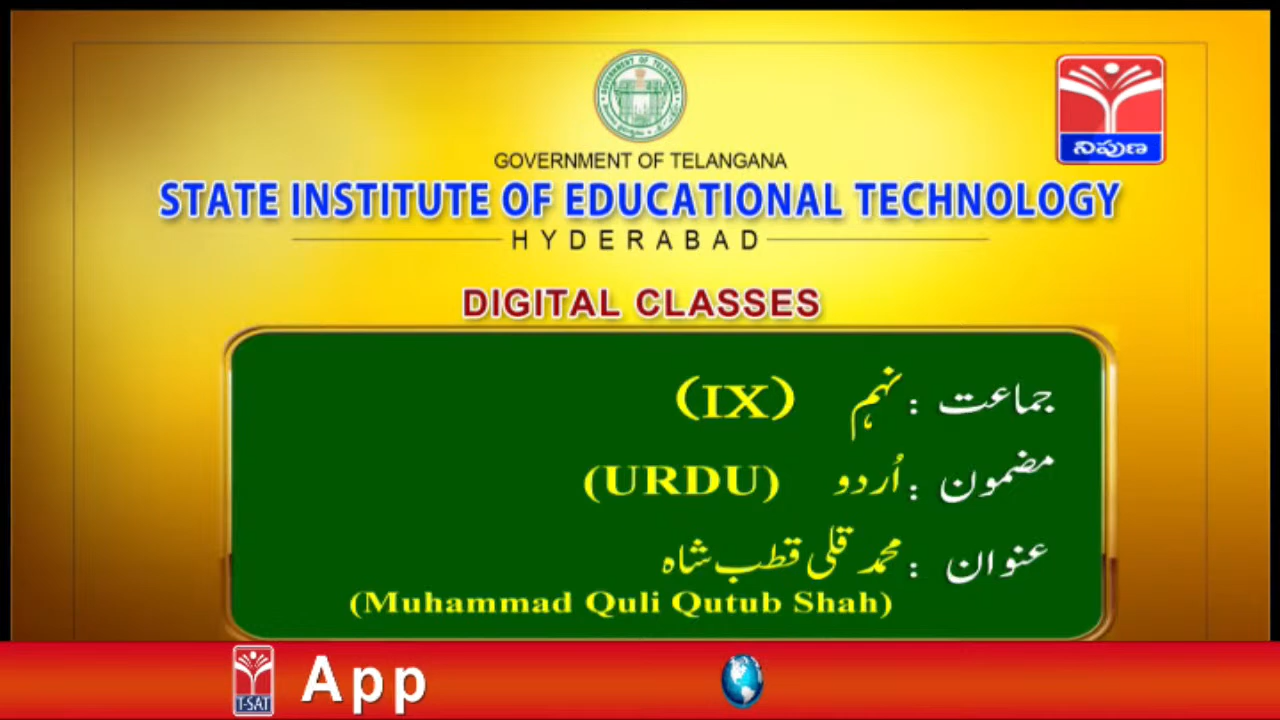 GOVERNMENT OF TELANGANA
నిపుణ
STATE INSTITUTE OF EDUCATIONAL TECHNOLOGY
HYDERABAD
DIGITAL CLASSES
جماعت : نہم (IX)
مضمون : اُردو (URDU)
عنوان : محمد قلی قطب شاہ
(Muhammad Quli Qutub Shah)
T-SAT App